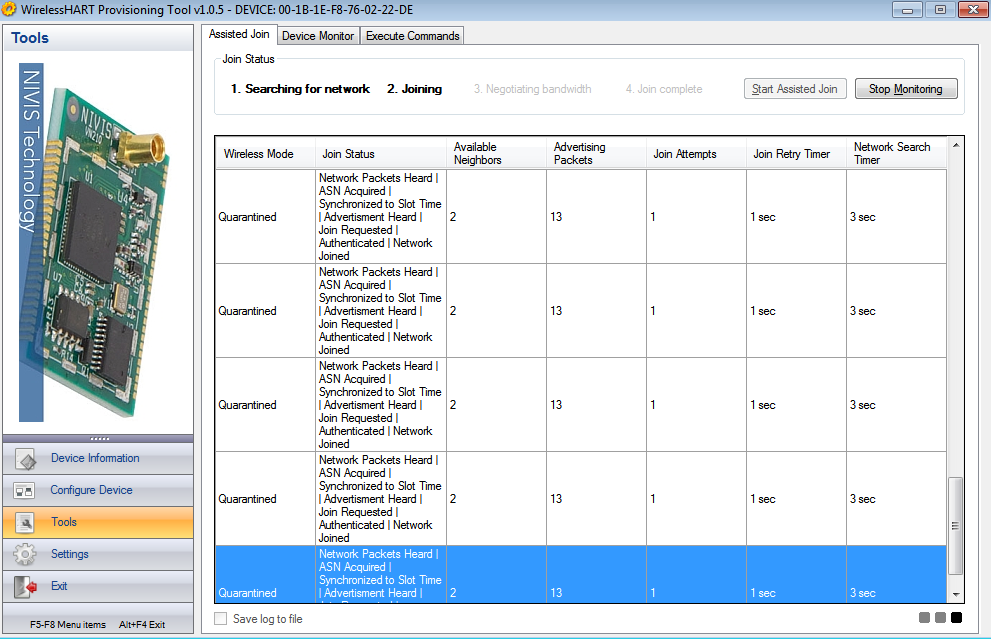 WirelessHART Provisioning Tool v1.0.5 - DEVICE: 00-1B-1E-F8-76-02-22-DE
Tools
NIVIS Technology
NIVIS
VN210
U1
U4
U7
Device Information
Configure Device
Tools
Settings
Exit
F5-F8 Menu items Alt+F4 Exit
Assisted Join Device Monitor Execute Commands
Join Status
1. Searching for network 2. Joining 3. Negotiating bandwidth 4. Join complete Start Assisted Join Stop Monitoring
Wireless Mode Join Status Available Neighbors Advertising Packets Join Attempts Join Retry Timer Network Search Timer
Network Packets Heard |
ASN Acquired |
Synchronized to Slot Time
Quarantined | Advertisment Heard | 2 13 1 1 sec 3 sec
Join Requested |
Authenticated | Network
Joined
Network Packets Heard |
ASN Acquired |
Synchronized to Slot Time
Quarantined | Advertisment Heard | 2 13 1 1 sec 3 sec
Join Requested |
Authenticated | Network
Joined
Network Packets Heard |
ASN Acquired |
Synchronized to Slot Time
Quarantined | Advertisment Heard | 2 13 1 1 sec 3 sec
Join Requested |
Authenticated | Network
Joined
Network Packets Heard |
ASN Acquired |
Synchronized to Slot Time
Quarantined | Advertisment Heard | 2 13 1 1 sec 3 sec
Join Requested |
Authenticated | Network
Joined
Network Packets Heard |
ASN Acquired |
Synchronized to Slot Time
Quarantined | Advertisment Heard | 2 13 1 1 sec 3 sec
Save log to file